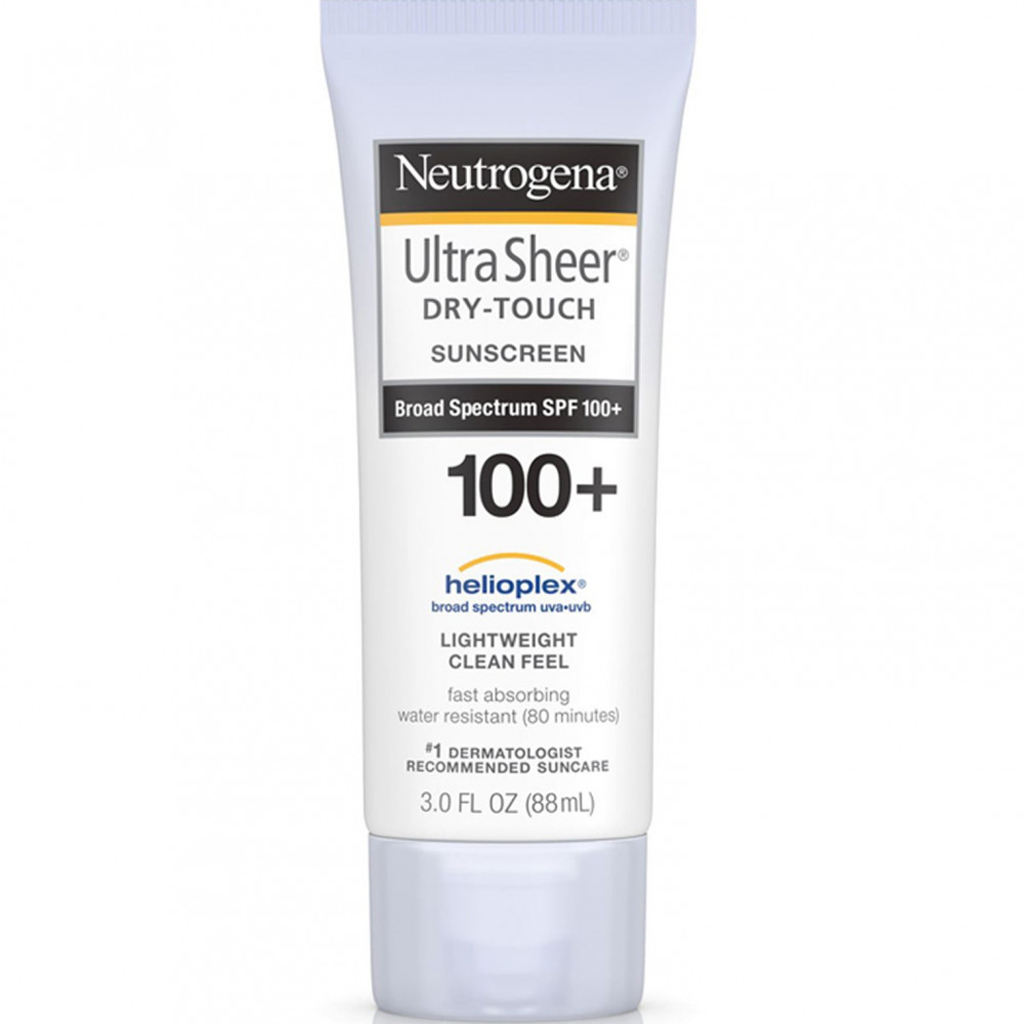 Neutrogena®
Ultra Sheer®
DRY-TOUCH
SUNSCREEN
Broad Spectrum SPF 100+
100+
helioplex®
broad spectrum uva•uvb
LIGHTWEIGHT
CLEAN FEEL
fast absorbing
water resistant (80 minutes)
#1 DERMATOLOGIST
RECOMMENDED SUNCARE
3.0 FL OZ (88mL)